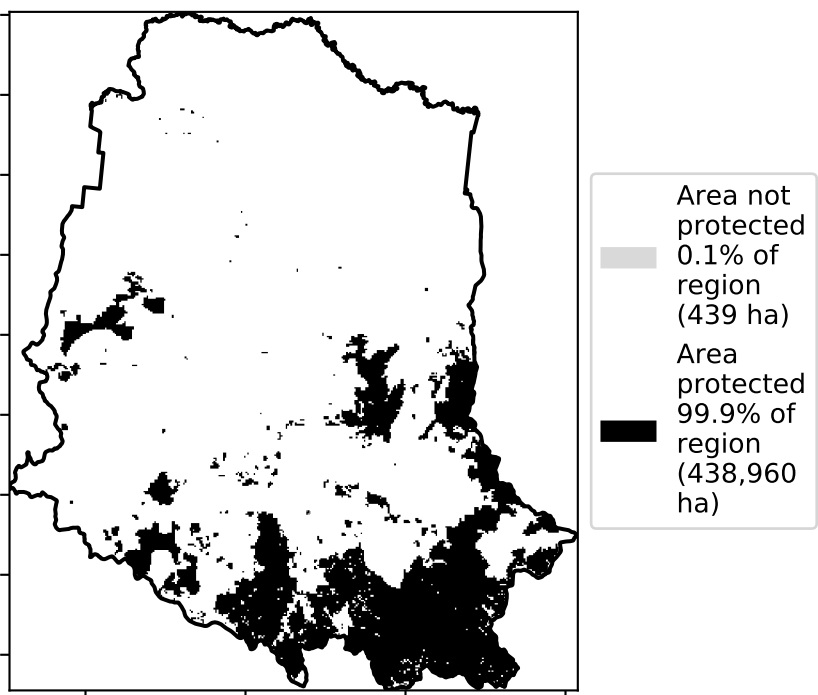 Area not
protected
0.1% of
region
(439 ha)
Area
protected
99.9% of
region
(438,960
ha)